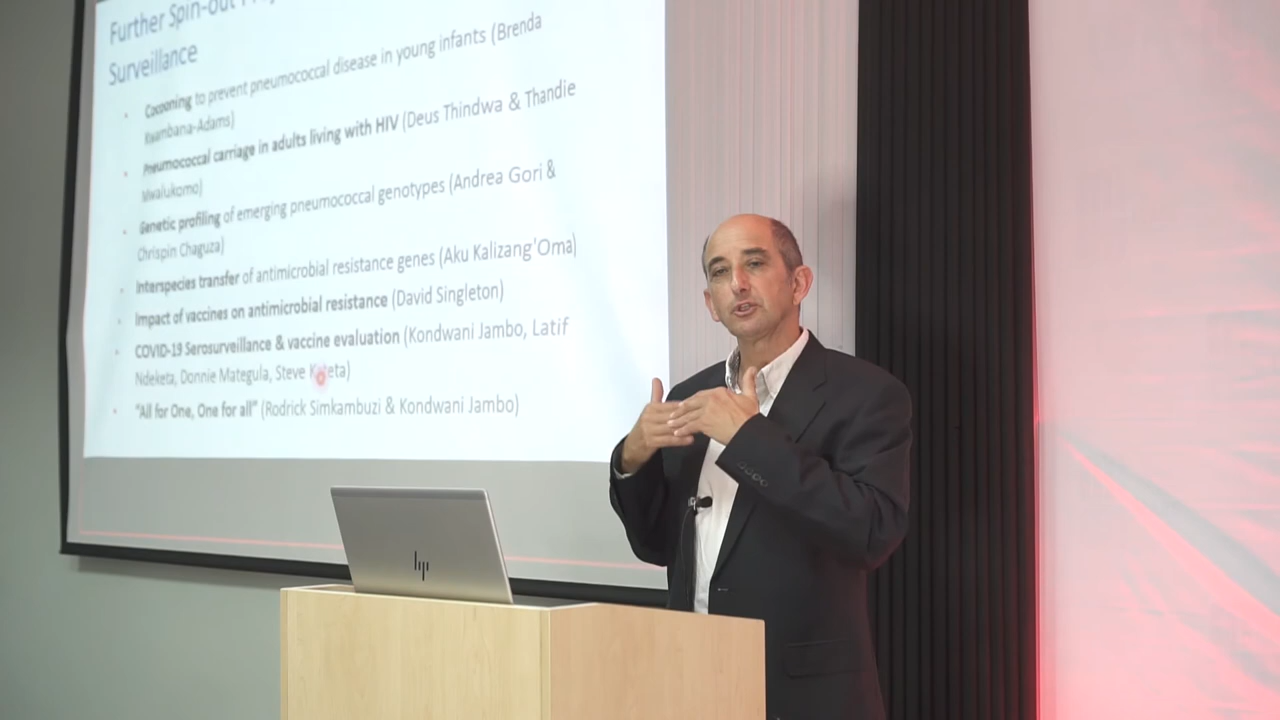 Further Spin-out
Surveillance
Cocooning to prevent pneumococcal disease in young infants (Brenda
Kwambana-Adams)
Pneumococcal carriage in adults living with HIV (Deus Thindwa & Thandie
Mwalukomo)
Genetic profiling of emerging pneumococcal genotypes (Andrea Gori &
Chrispin Chaguza)
Interspecies transfer of antimicrobial resistance genes (Aku Kalizang'Oma)
Impact of vaccines on antimicrobial resistance (David Singleton)
COVID-19 Serosurveillance & vaccine evaluation (Kondwani Jambo, Latif
Ndeketa, Donnie Mategula, Steve
"All for One, One for all" (Rodrick Simkambuzi & Kondwani Jambo)
hp